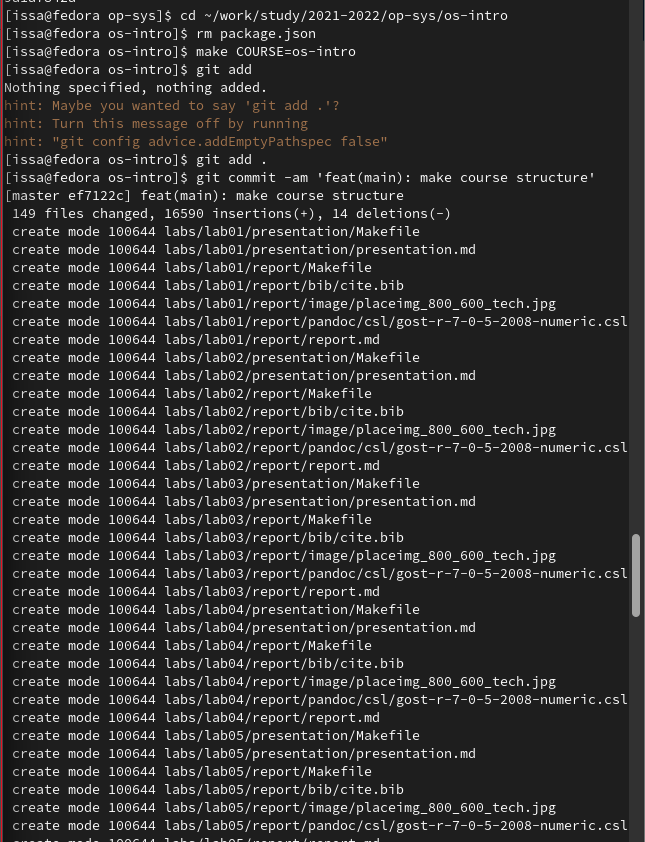 [issa@fedora op-sys]$ cd ~/work/study/2021-2022/op-sys/os-intro
[issa@fedora os-intro]$ rm package.json
[issa@fedora os-intro]$ make COURSE=os-intro
[issa@fedora os-intro]$ git add
Nothing specified, nothing added.
hint: Maybe you wanted to say 'git add .'?
hint: Turn this message off by running
hint: "git config advice.addEmptyPathspec false"
[issa@fedora os-intro]$ git add .
[issa@fedora os-intro]$ git commit -am 'feat(main): make course structure'
[master ef7122c] feat(main): make course structure
 149 files changed, 16590 insertions(+), 14 deletions(-)
 create mode 100644 labs/lab01/presentation/Makefile
 create mode 100644 labs/lab01/presentation/presentation.md
 create mode 100644 labs/lab01/report/Makefile
 create mode 100644 labs/lab01/report/bib/cite.bib
 create mode 100644 labs/lab01/report/image/placeimg_800_600_tech.jpg
 create mode 100644 labs/lab01/report/pandoc/csl/gost-r-7-0-5-2008-numeric.csl
 create mode 100644 labs/lab01/report/report.md
 create mode 100644 labs/lab02/presentation/Makefile
 create mode 100644 labs/lab02/presentation/presentation.md
 create mode 100644 labs/lab02/report/Makefile
 create mode 100644 labs/lab02/report/bib/cite.bib
 create mode 100644 labs/lab02/report/image/placeimg_800_600_tech.jpg
 create mode 100644 labs/lab02/report/pandoc/csl/gost-r-7-0-5-2008-numeric.csl
 create mode 100644 labs/lab02/report/report.md
 create mode 100644 labs/lab03/presentation/Makefile
 create mode 100644 labs/lab03/presentation/presentation.md
 create mode 100644 labs/lab03/report/Makefile
 create mode 100644 labs/lab03/report/bib/cite.bib
 create mode 100644 labs/lab03/report/image/placeimg_800_600_tech.jpg
 create mode 100644 labs/lab03/report/pandoc/csl/gost-r-7-0-5-2008-numeric.csl
 create mode 100644 labs/lab03/report/report.md
 create mode 100644 labs/lab04/presentation/Makefile
 create mode 100644 labs/lab04/presentation/presentation.md
 create mode 100644 labs/lab04/report/Makefile
 create mode 100644 labs/lab04/report/bib/cite.bib
 create mode 100644 labs/lab04/report/image/placeimg_800_600_tech.jpg
 create mode 100644 labs/lab04/report/pandoc/csl/gost-r-7-0-5-2008-numeric.csl
 create mode 100644 labs/lab04/report/report.md
 create mode 100644 labs/lab05/presentation/Makefile
 create mode 100644 labs/lab05/presentation/presentation.md
 create mode 100644 labs/lab05/report/Makefile
 create mode 100644 labs/lab05/report/bib/cite.bib
 create mode 100644 labs/lab05/report/image/placeimg_800_600_tech.jpg
 create mode 100644 labs/lab05/report/pandoc/csl/gost-r-7-0-5-2008-numeric.csl
 create mode 100644 labs/lab05/report/report.md